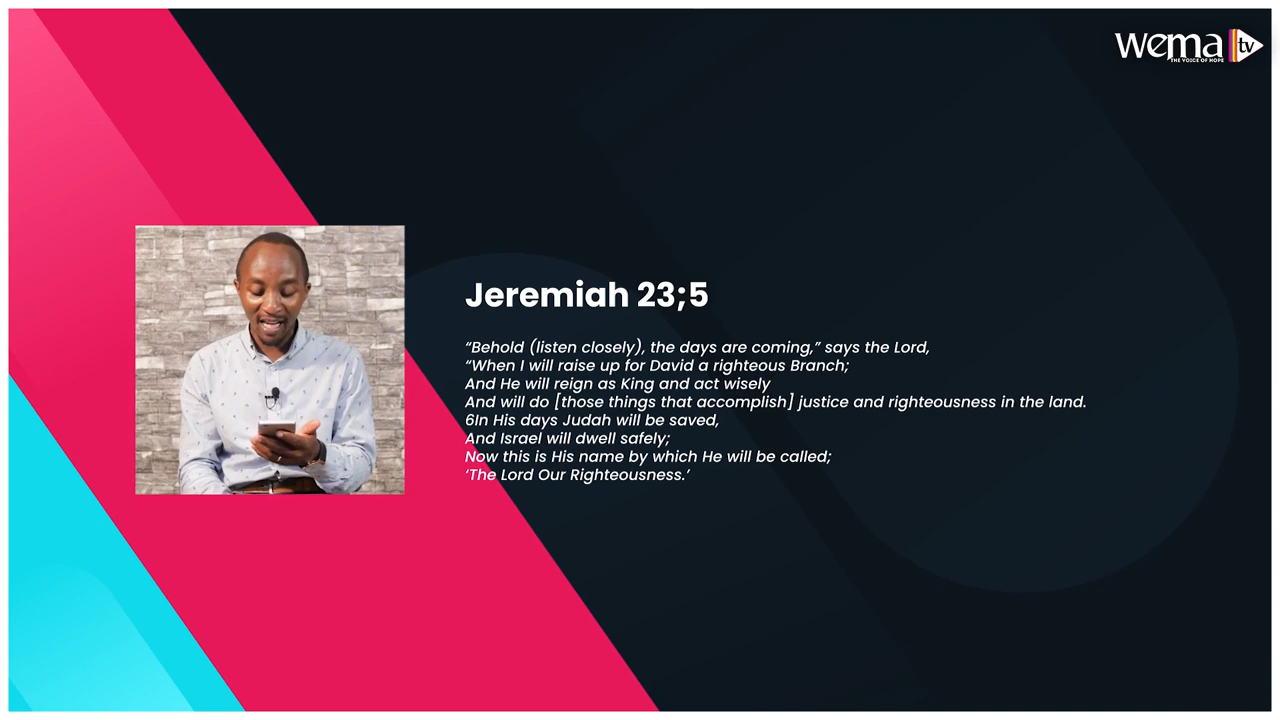 wema tv
THE VOICE OF HOPE
Jeremiah 23;5
“Behold (listen closely), the days are coming,” says the Lord,
“When I will raise up for David a righteous Branch;
And He will reign as King and act wisely
And will do [those things that accomplish] justice and righteousness in the land.
6In His days Judah will be saved,
And Israel will dwell safely;
Now this is His name by which He will be called;
‘The Lord Our Righteousness.’